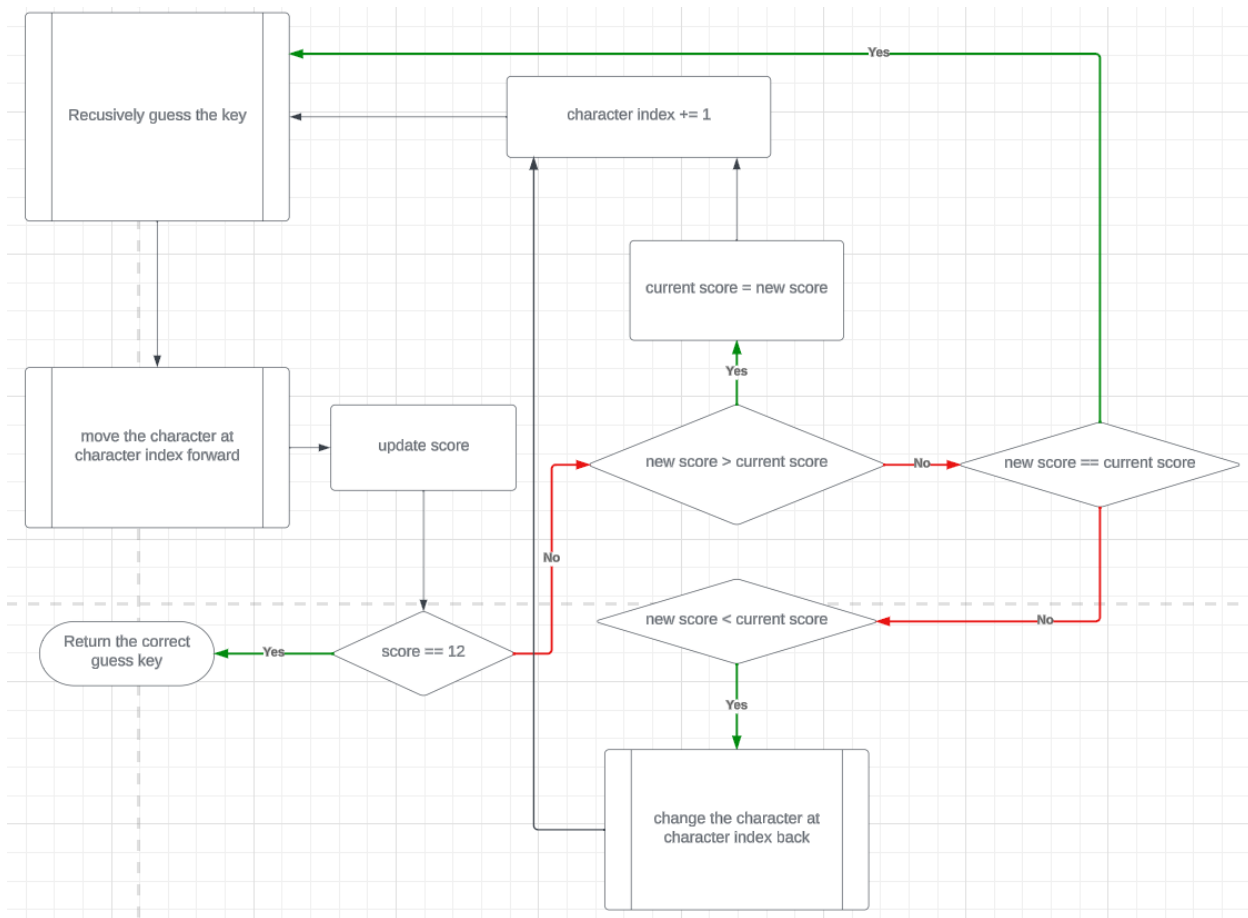 Yes
character index += 1
Recusively guess the key
current score = new score
Yes
move the character at
character index forward
update score
new score > current score
No
new score == current score
No
new score < current score
No
Return the correct
guess key
Yes
score == 12
Yes
change the character at
character index back